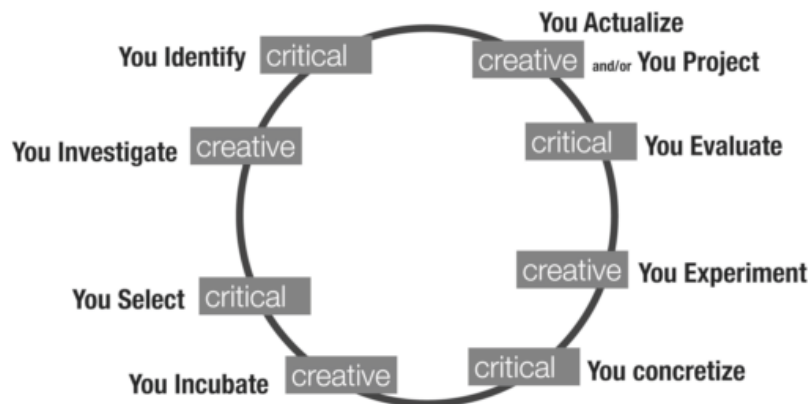 You Actualize
You Identify critical creative and/or You Project
You Investigate creative critical You Evaluate
creative You Experiment
You Select critical
You Incubate creative critical You concretize